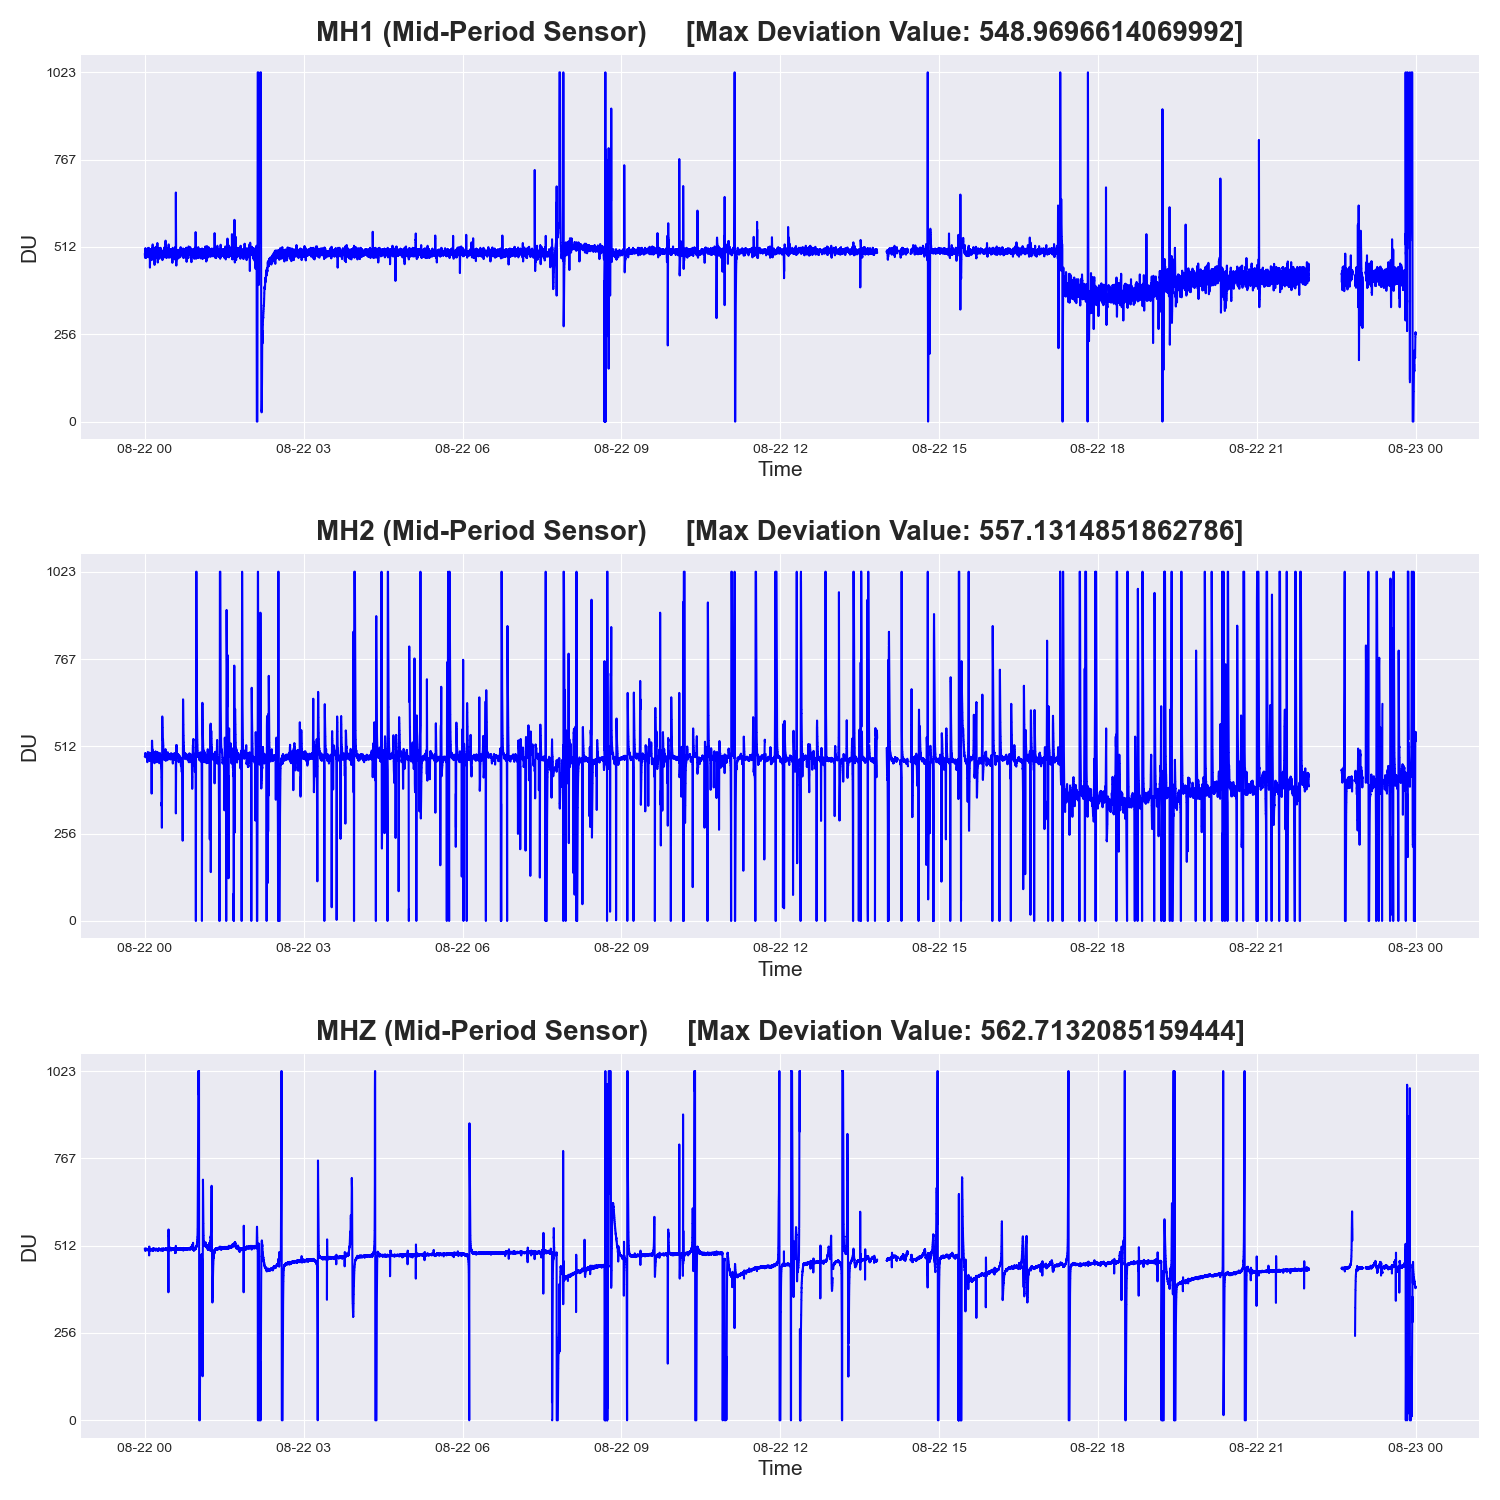 MH1 (Mid-Period Sensor) [Max Deviation Value: 548.9696614069992]
1023
767
512
256
0
DU
08-22 00 08-22 03 08-22 06 08-22 09 08-22 12 08-22 15 08-22 18 08-22 21 08-23 00
Time
MH2 (Mid-Period Sensor) [Max Deviation Value: 557.1314851862786]
1023
767
512
256
0
DU
08-22 00 08-22 03 08-22 06 08-22 09 08-22 12 08-22 15 08-22 18 08-22 21 08-23 00
Time
MHZ (Mid-Period Sensor) [Max Deviation Value: 562.7132085159444]
1023
767
512
256
0
DU
08-22 00 08-22 03 08-22 06 08-22 09 08-22 12 08-22 15 08-22 18 08-22 21 08-23 00
Time